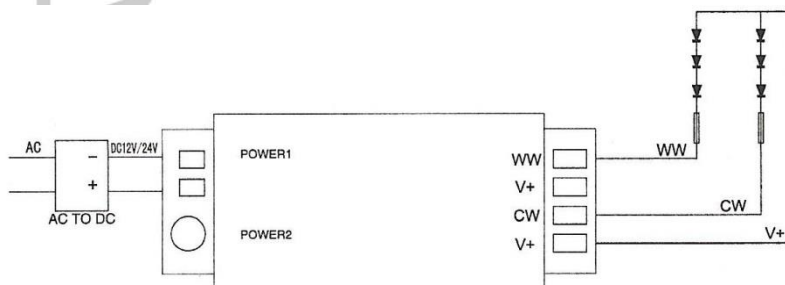 AC
DC12V/24V
−
+
AC TO DC
POWER1
POWER2
WW
V+
CW
V+
WW
CW
V+